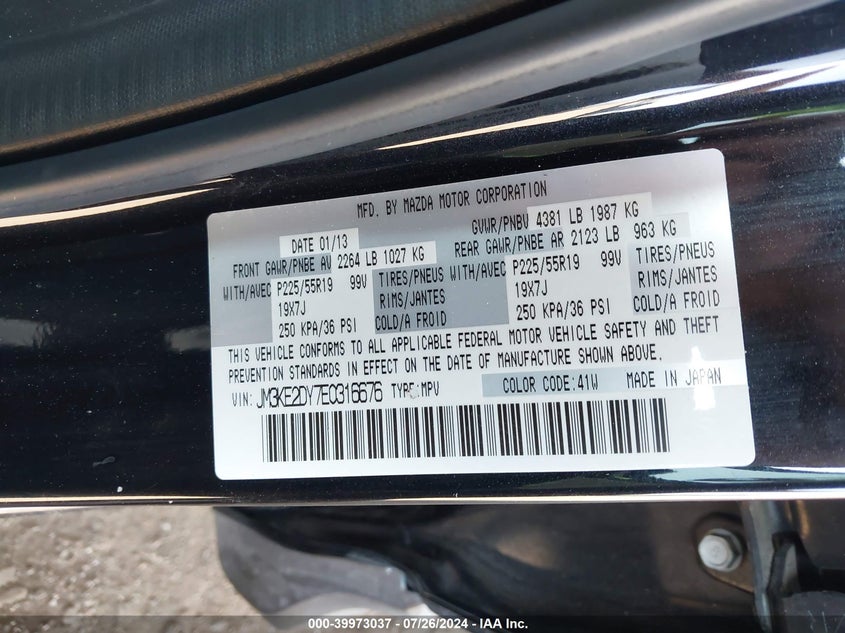 MFD. BY MAZDA MOTOR CORPORATION
DATE 01/13 GVWR/PNBV 4381 LB 1987 KG
FRONT GAWR/PNBE AV 2264 LB 1027 KG REAR GAWR/PNBE AR 2123 LB 963 KG
WITH/AVEC P225/55R19 99V TIRES/PNEUS WITH/AVEC P225/55R19 99V TIRES/PNEUS
19X7J RIMS/JANTES 19X7J RIMS/JANTES
250 KPA/36 PSI COLD/A FROID 250 KPA/36 PSI COLD/A FROID
THIS VEHICLE CONFORMS TO ALL APPLICABLE FEDERAL MOTOR VEHICLE SAFETY AND THEFT
PREVENTION STANDARDS IN EFFECT ON THE DATE OF MANUFACTURE SHOWN ABOVE.
VIN: JM3KE2DY7E0316676 TYPE:MPV COLOR CODE:41W MADE IN JAPAN
000-39973037 - 07/26/2024 - IAA Inc.